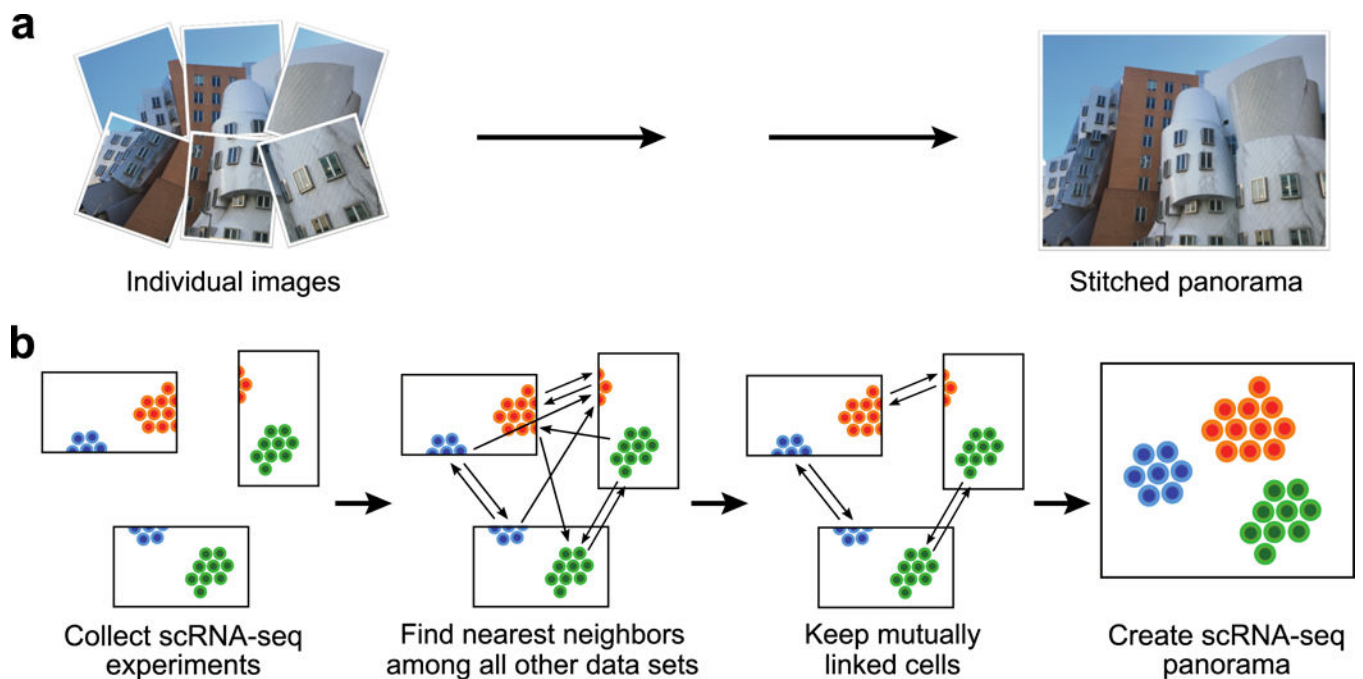 a
Individual images
Stitched panorama
b
Collect scRNA-seq
experiments
Find nearest neighbors
among all other data sets
Keep mutually
linked cells
Create scRNA-seq
panorama